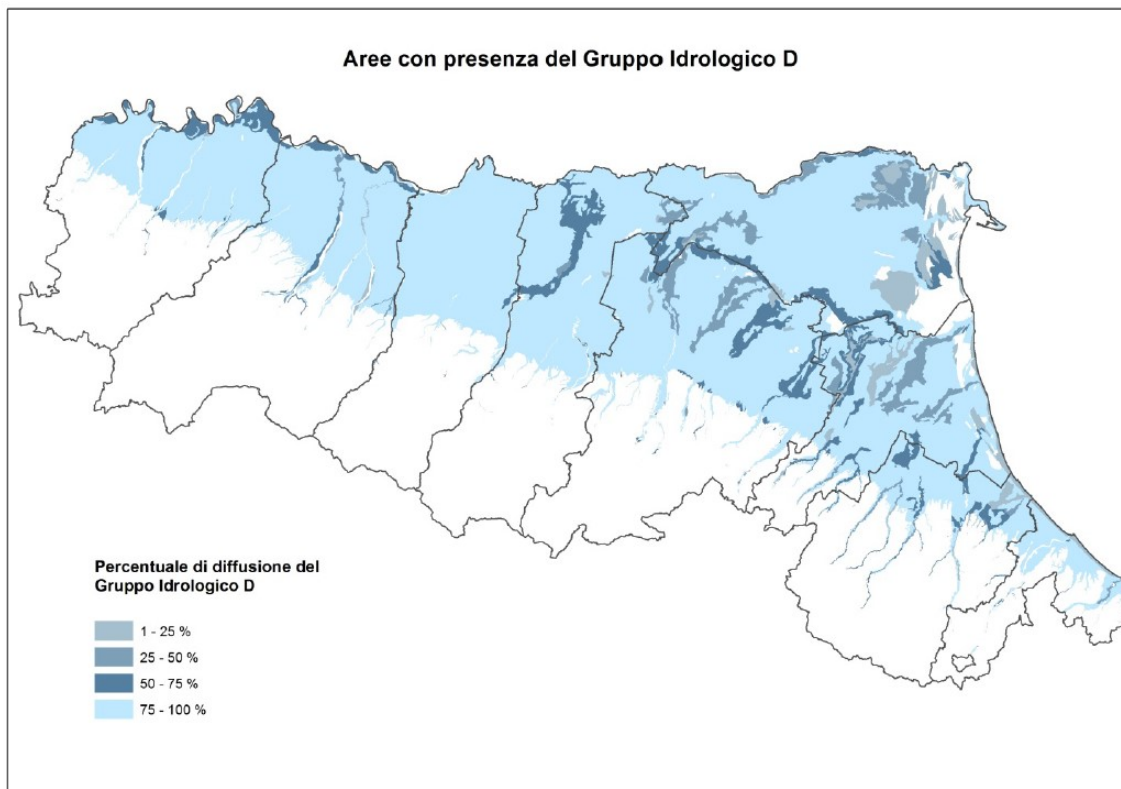 Aree con presenza del Gruppo Idrologico D
Percentuale di diffusione del
Gruppo Idrologico D
1 - 25 %
25 - 50 %
50 - 75 %
75 - 100 %